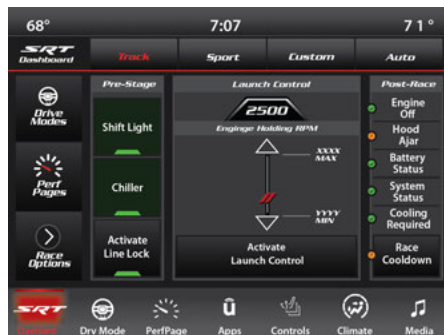 68°
7:07
71°
SRT
Dashboard
Track
Sport
Custom
Auto
Drive
Modes
Perf
Pages
Race
Options
Pre-Stage
Shift Light
Chiller
Activate
Line Lock
Launch Control
2500
Enginge Holding RPM
XXXX
MAX
YYYY
MIN
Activate
Launch Control
Post-Race
Engine
Off
Hood
Ajar
Battery
Status
System
Status
Cooling
Required
Race
Cooldown
SRT
Dashbrd
Drv Mode
PerfPage
Apps
Controls
Climate
Media